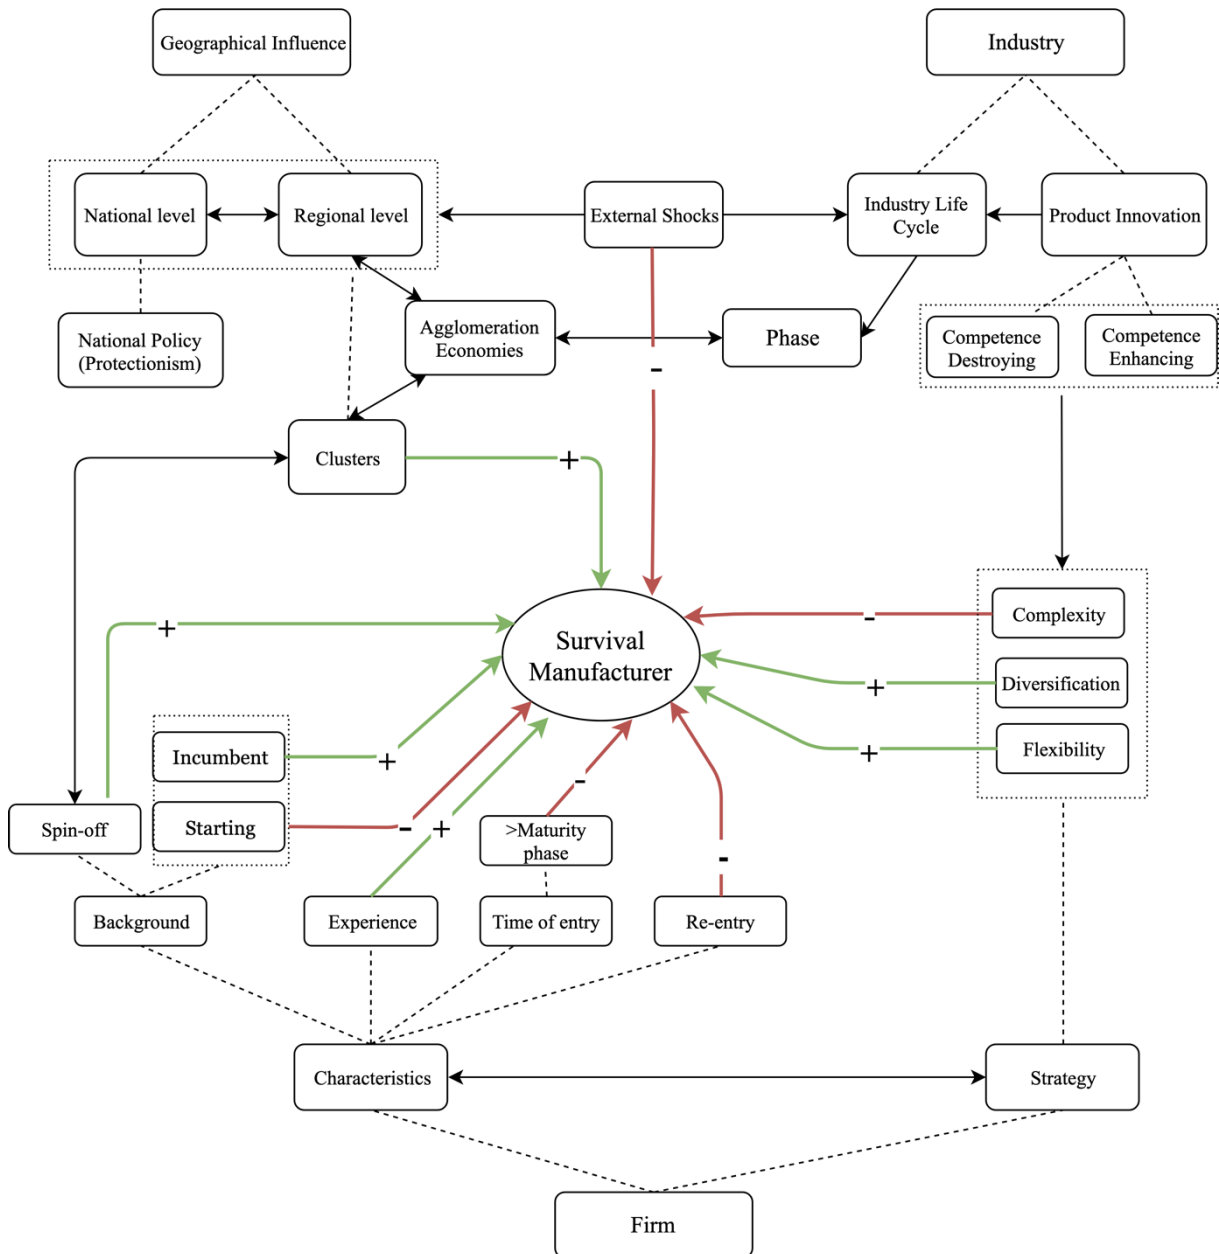 Geographical Influence
Industry
National level
Regional level
External Shocks
Industry Life
Cycle
Product Innovation
National Policy
(Protectionism)
Agglomeration
Economies
Phase
Competence
Destroying
Competence
Enhancing
-
Clusters
+
Survival
Manufacturer
Complexity
-
+
Diversification
+
Flexibility
+
Incumbent
+
Starting
-
+
-
-
Spin-off
>Maturity
phase
Background
Experience
Time of entry
Re-entry
Characteristics
Strategy
Firm